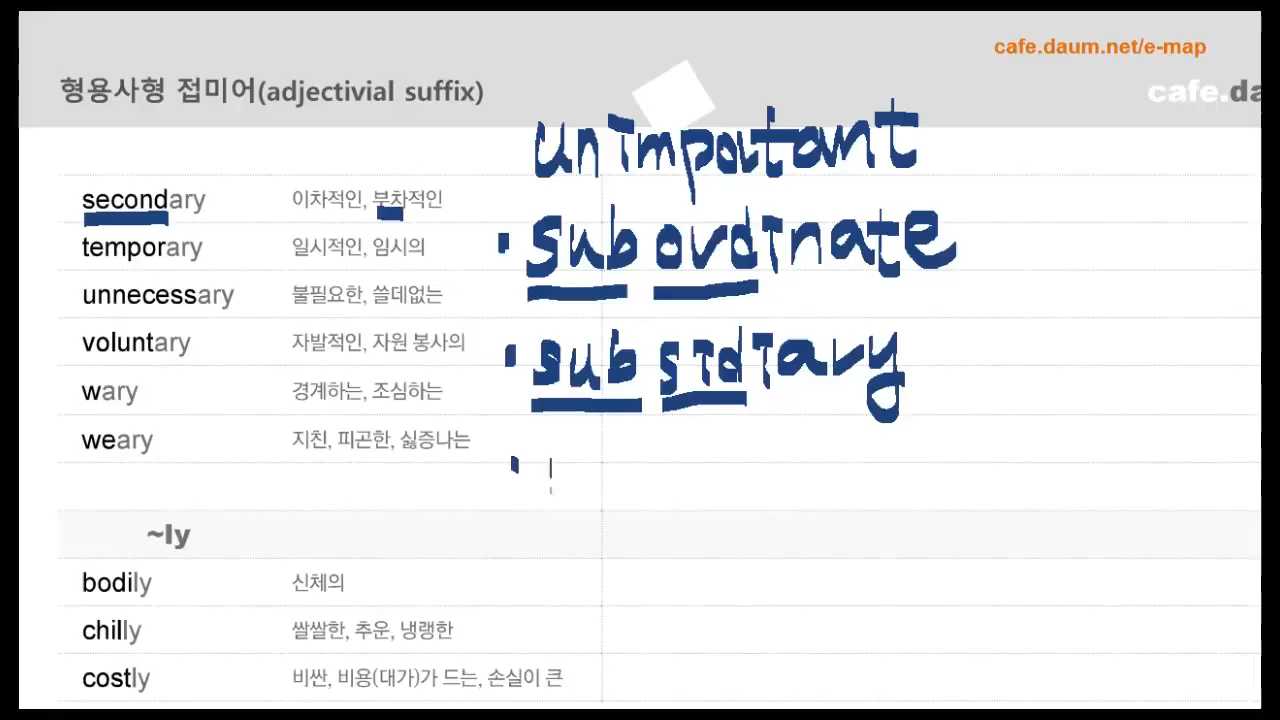 cafe.daum.net/e-map
형용사형 접미어(adjectivial suffix)
cafe.da
unimportant
secondary 이차적인, 부차적인
subordinate
temporary 일시적인, 임시의
unnecessary 불필요한, 쓸데없는
voluntary 자발적인, 자원 봉사의
subsidiary
wary 경계하는, 조심하는
weary 지친, 피곤한, 싫증나는
~ly
bodily 신체의
chilly 쌀쌀한, 추운, 냉랭한
costly 비싼, 비용(대가)가 드는, 손실이 큰